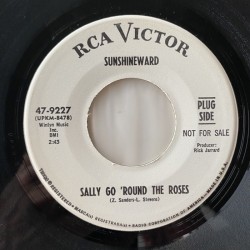 RCA VICTOR
SUNSHINEWARD
47-9227
(UPKM-8478)
Winlon Music
Inc.
BMI
2:43
PLUG
SIDE
NOT FOR SALE
Producer:
Rick Jarrard
SALLY GO 'ROUND THE ROSES
(Z. Sanders-L. Stevens)